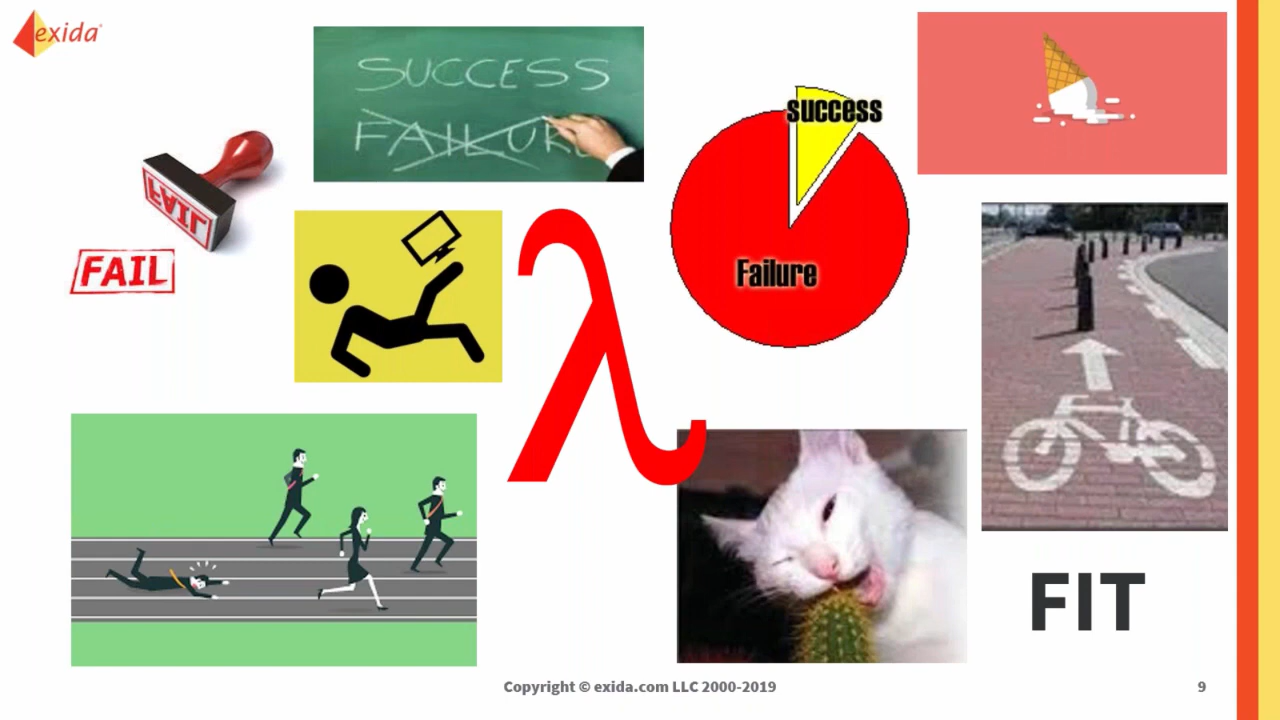 exida
SUCCESS
FAILURE
success
Failure
FAIL
FAIL
λ
FIT
Copyright © exida.com LLC 2000-2019
9